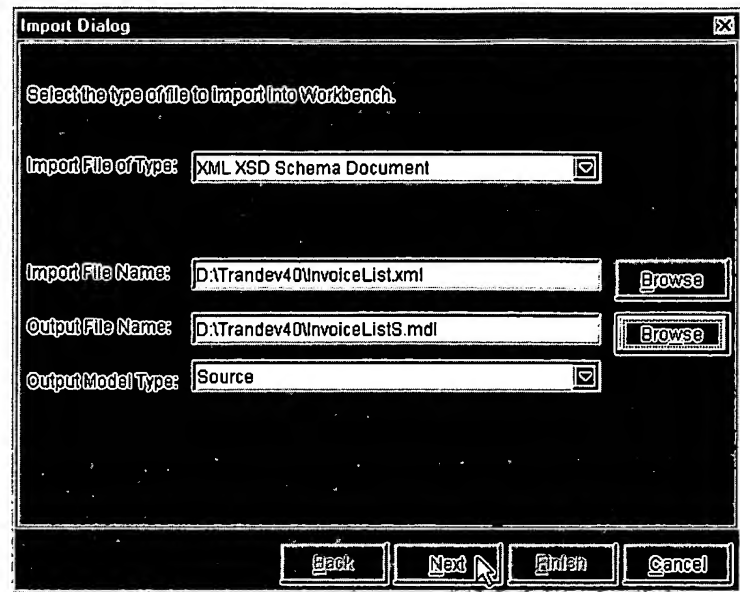 Import Dialog
Select the type of file to import into Workbench.
Import File of Type: XML XSD Schema Document
Import File Name: D:\Trandev40\InvoiceList.xml Browse
Output File Name: D:\Trandev40\InvoiceListS.mdl Browse
Output Model Type: Source
Back Next Finish Cancel